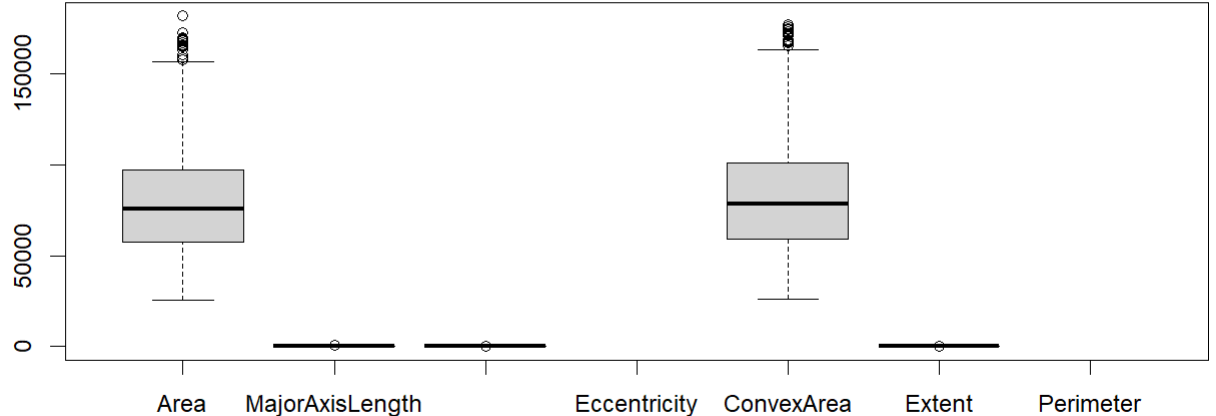 150000
50000
0
Area MajorAxisLength Eccentricity ConvexArea Extent Perimeter